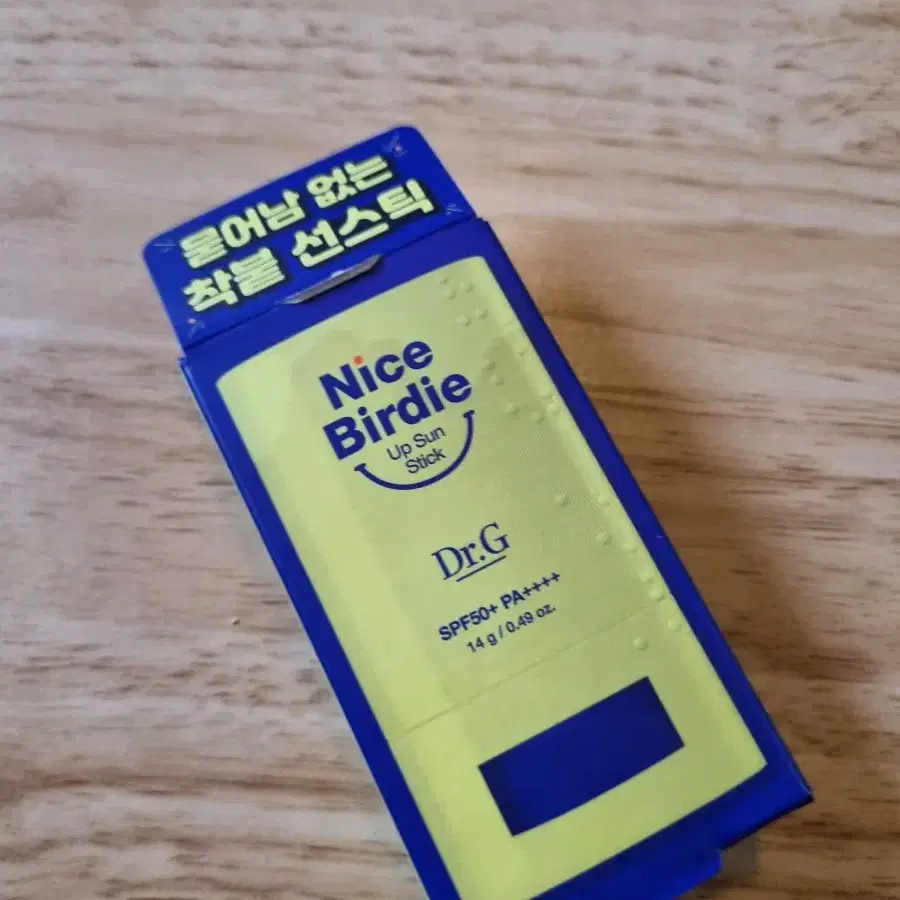 묻어남 없는
착붙 선스틱
Nice
Birdie
Up Sun
Stick
Dr.G
SPF50+ PA++++
14 g / 0.49 oz.